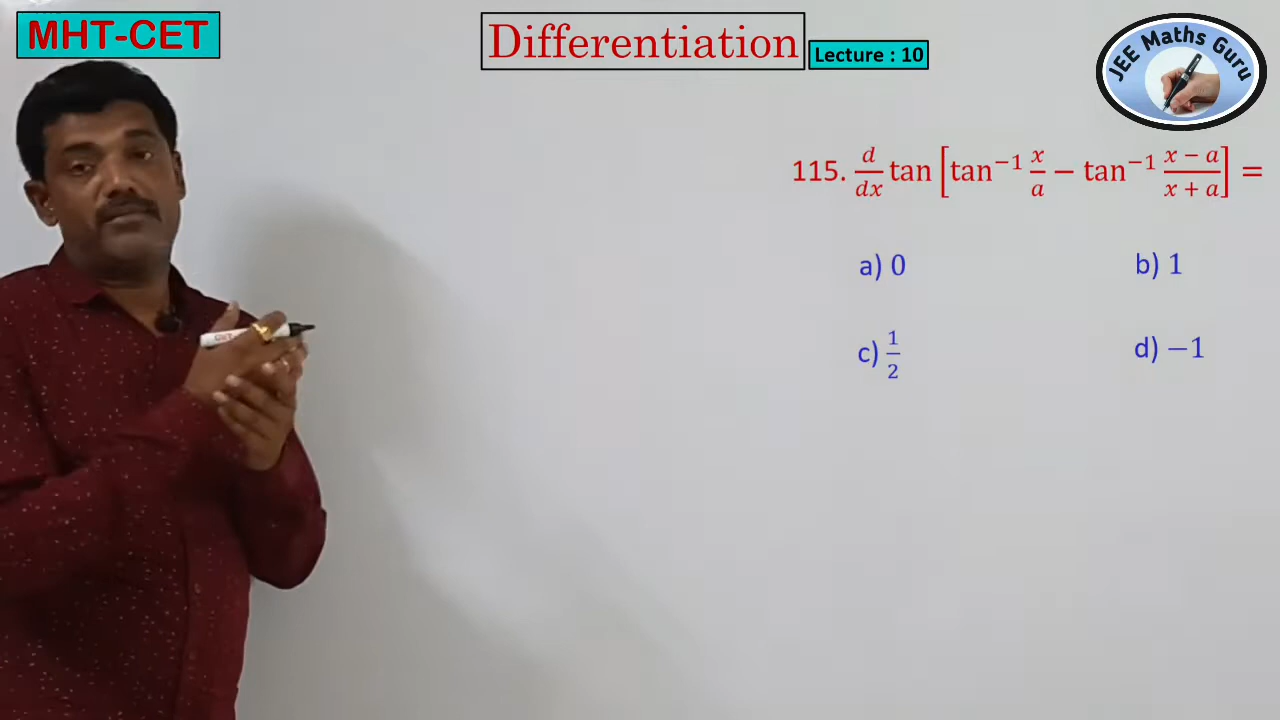 MHT-CET
Differentiation
Lecture : 10
JEE Maths Guru
115. d/dx tan [tan⁻¹ x/a − tan⁻¹ (x − a)/(x + a)] =
a) 0
b) 1
c) 1/2
d) −1